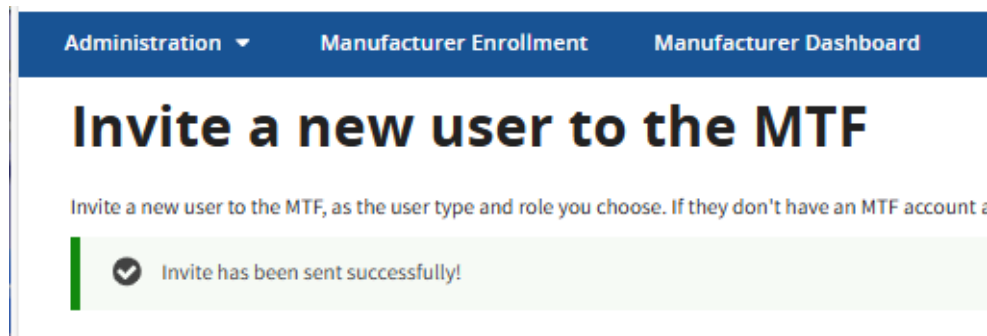 Administration Manufacturer Enrollment Manufacturer Dashboard
Invite a new user to the MTF
Invite a new user to the MTF, as the user type and role you choose. If they don't have an MTF account
Invite has been sent successfully!